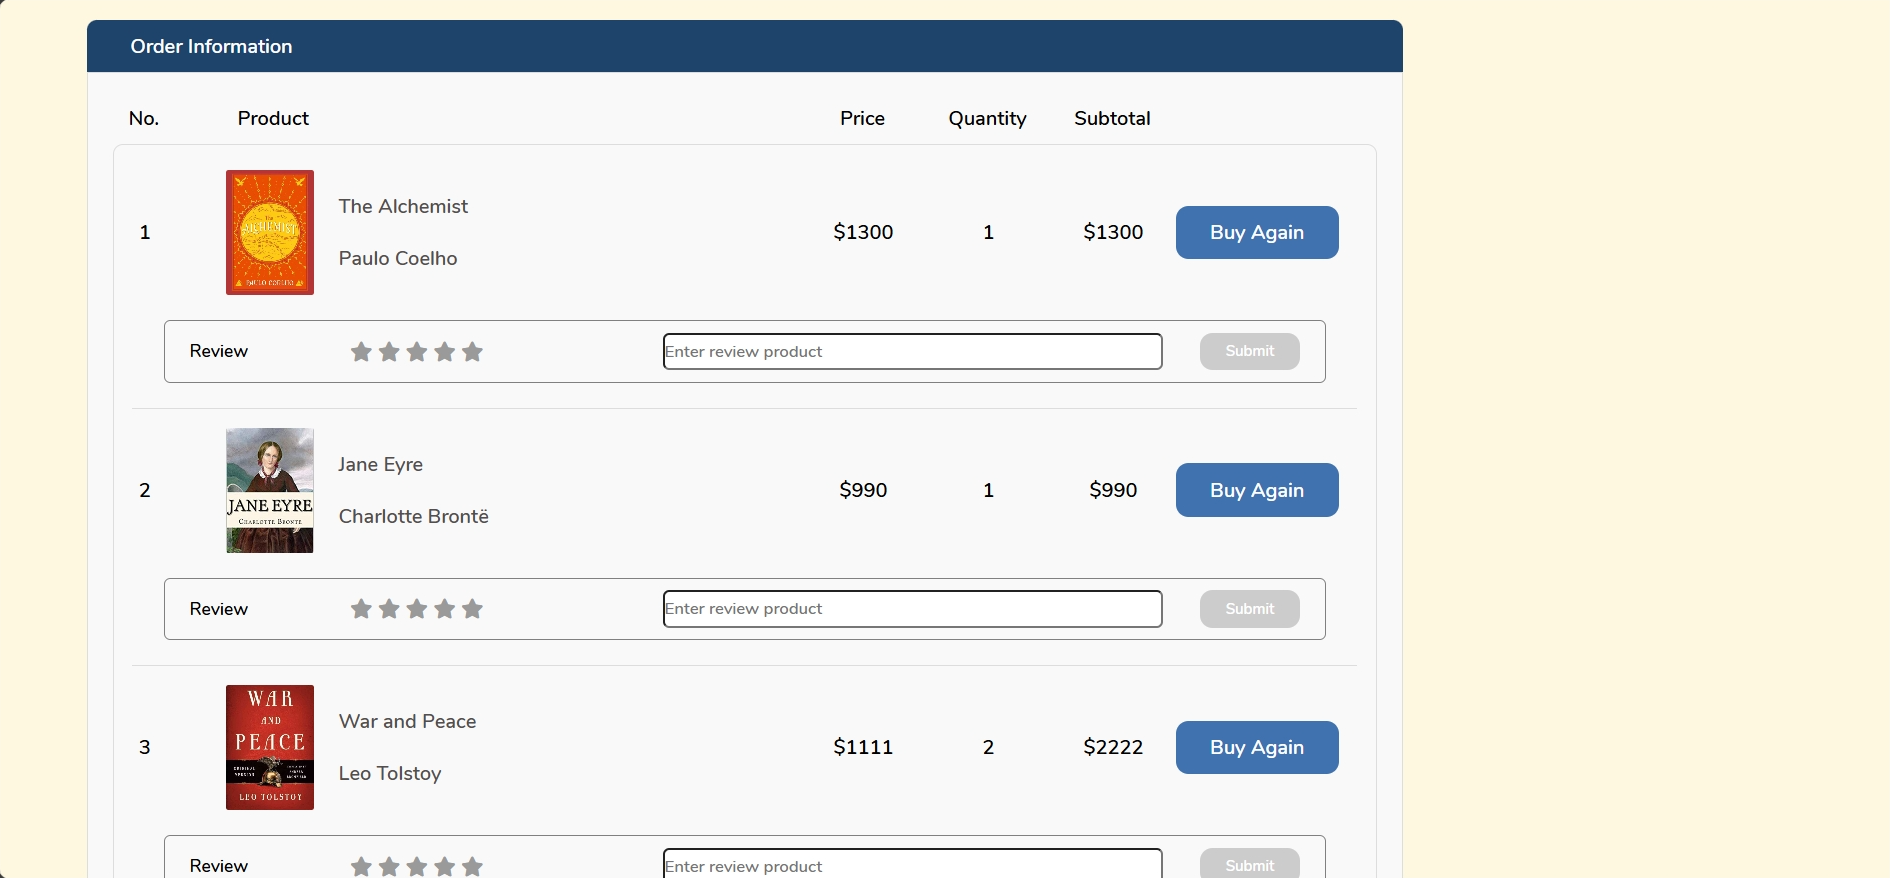 Order Information
No. Product Price Quantity Subtotal
The
ALCHEMIST
PAULO COELHO
1 The Alchemist $1300 1 $1300 Buy Again
Paulo Coelho
Review Enter review product Submit
JANE EYRE
CHARLOTTE BRONTË
2 Jane Eyre $990 1 $990 Buy Again
Charlotte Brontë
Review Enter review product Submit
WAR
AND
PEACE
LEO TOLSTOY
3 War and Peace $1111 2 $2222 Buy Again
Leo Tolstoy
Review Enter review product Submit